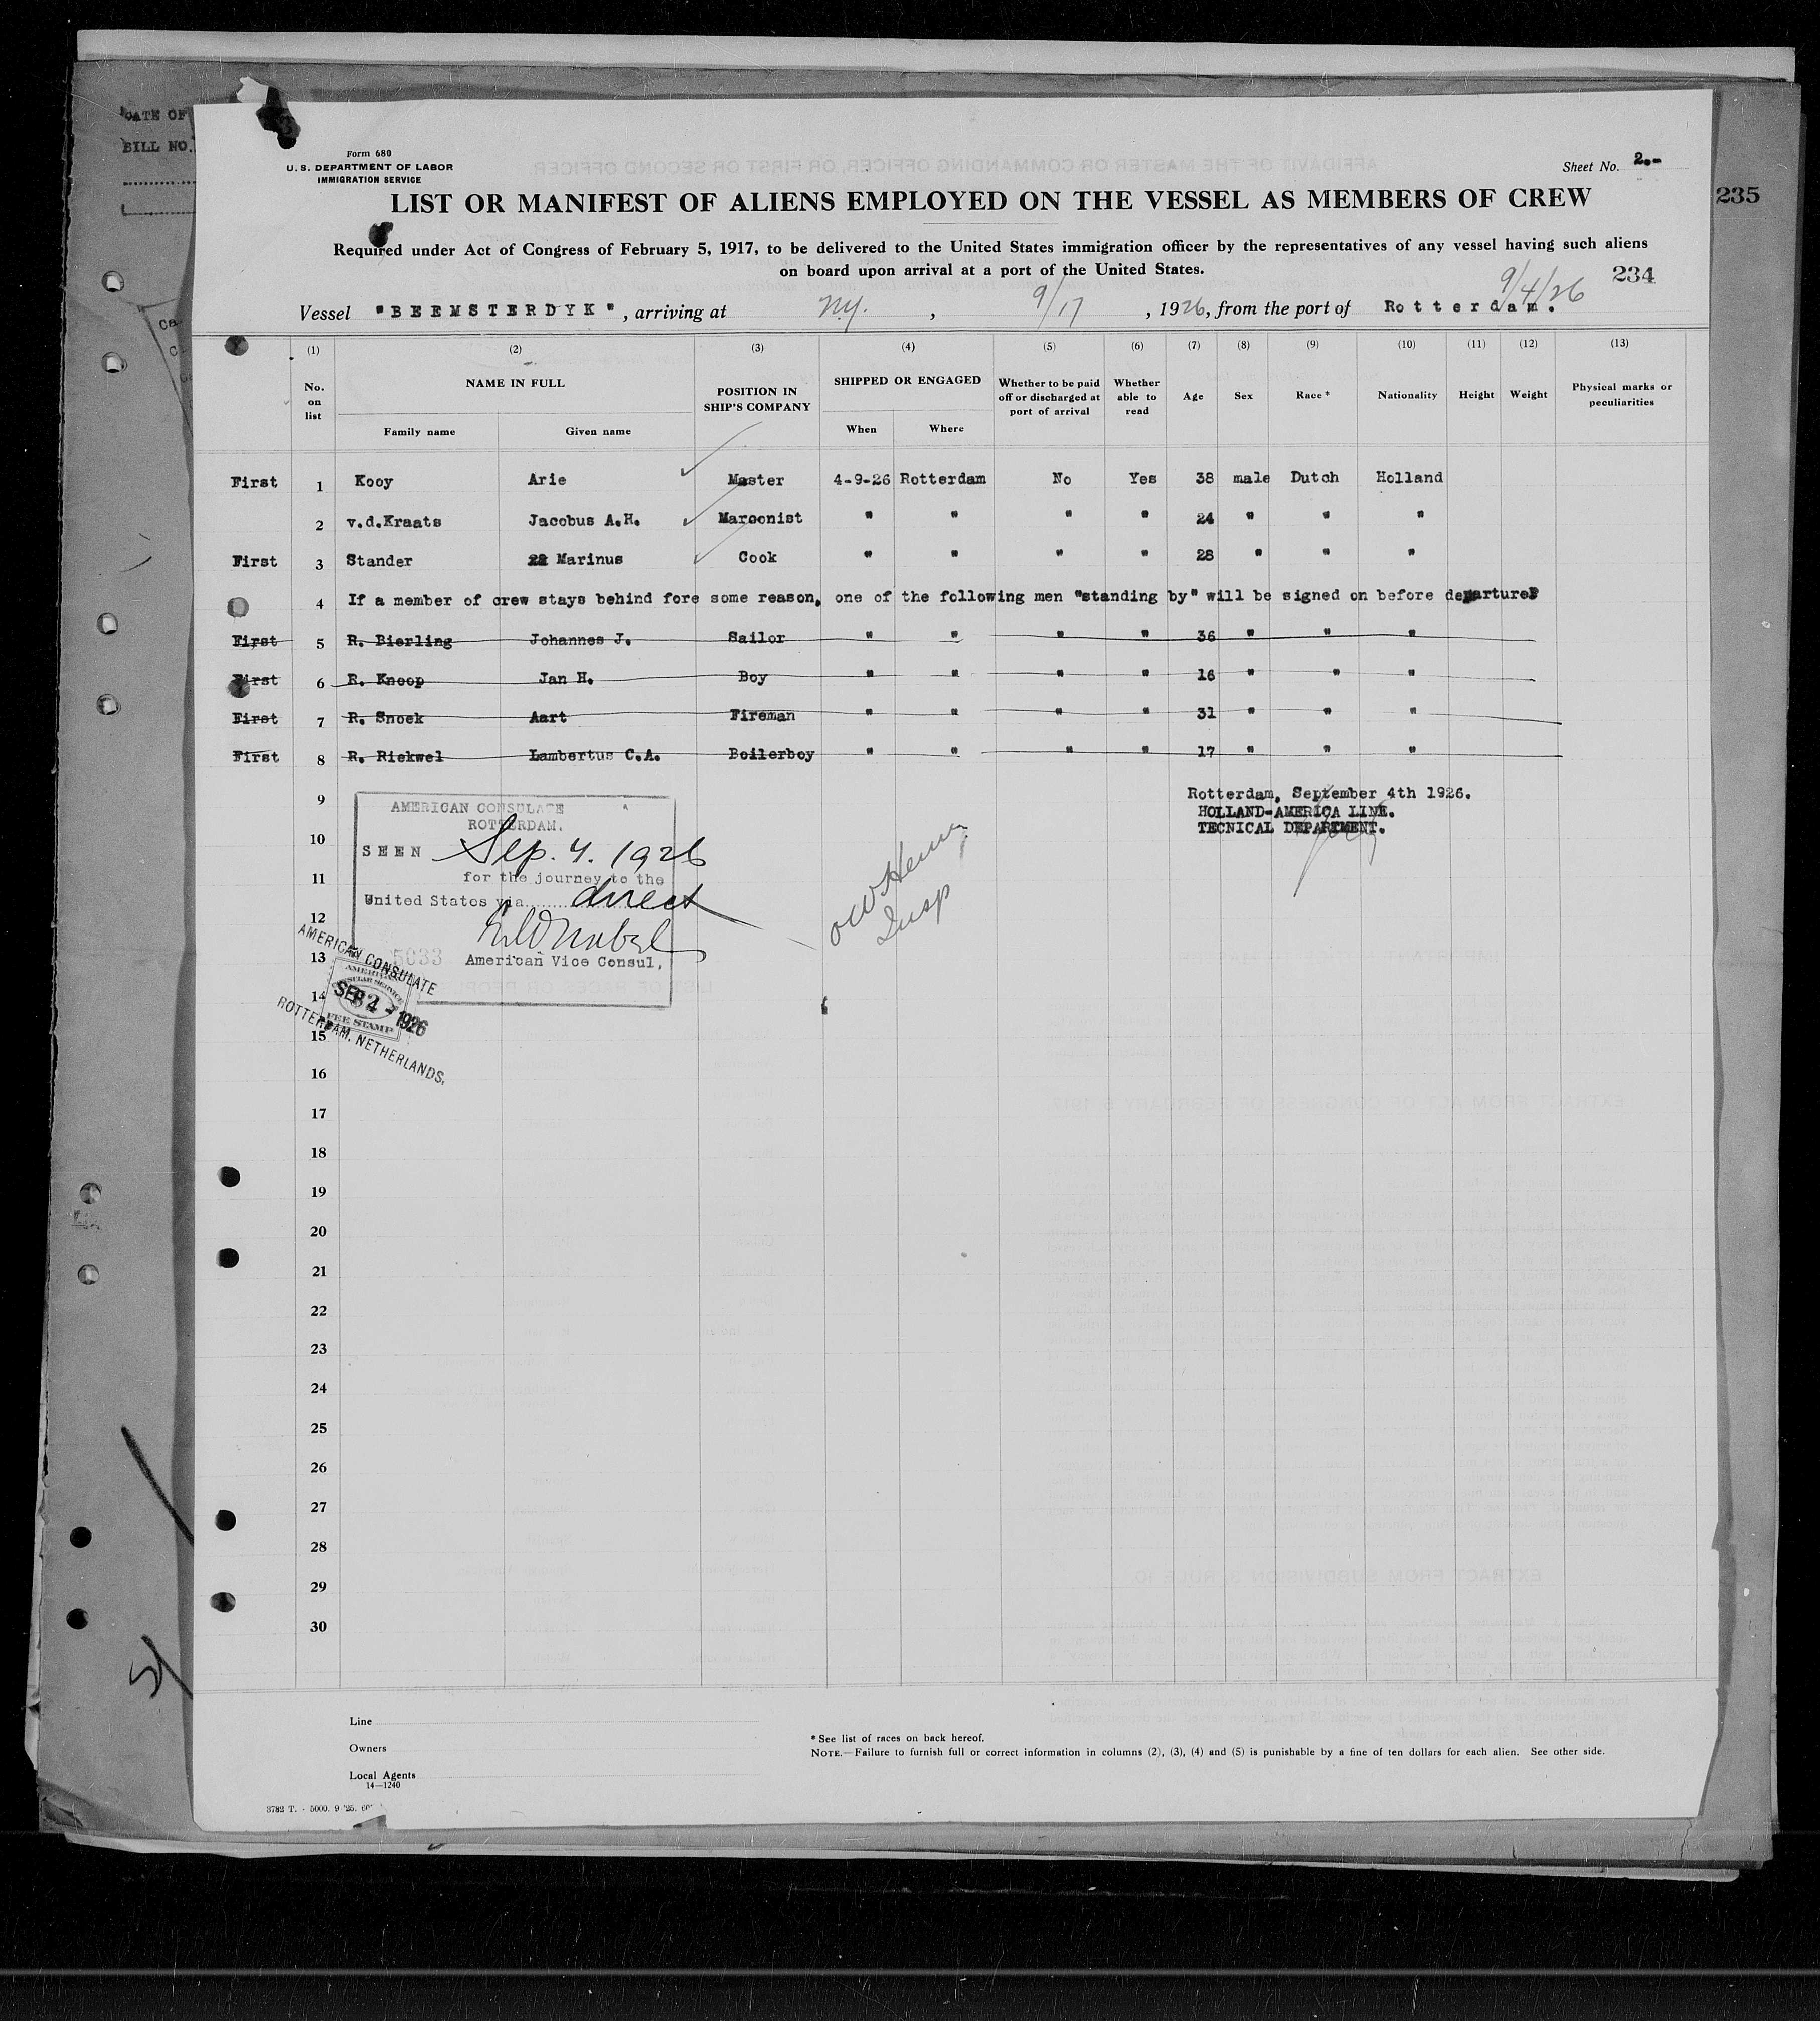 DATE OF
BILL NO.
235
Form 680
U. S. DEPARTMENT OF LABOR
IMMIGRATION SERVICE
Sheet No. 2.-
LIST OR MANIFEST OF ALIENS EMPLOYED ON THE VESSEL AS MEMBERS OF CREW
Required under Act of Congress of February 5, 1917, to be delivered to the United States immigration officer by the representatives of any vessel having such aliens
on board upon arrival at a port of the United States.
234
9/4/26
Vessel "BEEMSTERDYK", arriving at NY. , 9/17 , 1926, from the port of Rotterdam.
(1) (2) (3) (4) (5) (6) (7) (8) (9) (10) (11) (12) (13)
No. on list NAME IN FULL Family name Given name POSITION IN SHIP'S COMPANY SHIPPED OR ENGAGED When Where Whether to be paid off or discharged at port of arrival Whether able to read Age Sex Race* Nationality Height Weight Physical marks or peculiarities
First 1 Kooy Arie Master 4-9-26 Rotterdam No Yes 38 male Dutch Holland
2 v.d.Kraats Jacobus A.H. Marconist " " " " 24 " " "
First 3 Stander Marinus Cook " " " " 28 " " "
4 If a member of crew stays behind fore some reason, one of the following men "standing by" will be signed on before departure
First 5 R. Bierling Johannes J. Sailor " " " " 36 " " "
First 6 R. Knoop Jan H. Boy " " " " 16 " " "
First 7 R. Snoek Aart Fireman " " " " 31 " " "
First 8 R. Riekwel Lambertus C.A. Boilerboy " " " " 17 " " "
Rotterdam, September 4th 1926.
HOLLAND-AMERICA LINE.
TECNICAL DEPARTMENT.
9
10
11
12
13
14
15
16
17
18
19
20
21
22
23
24
25
26
27
28
29
30
AMERICAN CONSULATE
ROTTERDAM.
SEEN Sep. 4. 1926
for the journey to the
United States via direct
5033
American Vice Consul,
AMERICAN CONSULATE
SEP 4 - 1926
FEE STAMP
ROTTERDAM, NETHERLANDS.
Insp
Line
Owners
Local Agents
14—1240
* See list of races on back hereof.
NOTE.—Failure to furnish full or correct information in columns (2), (3), (4) and (5) is punishable by a fine of ten dollars for each alien. See other side.
3782 T. - 5000. 9 '25.